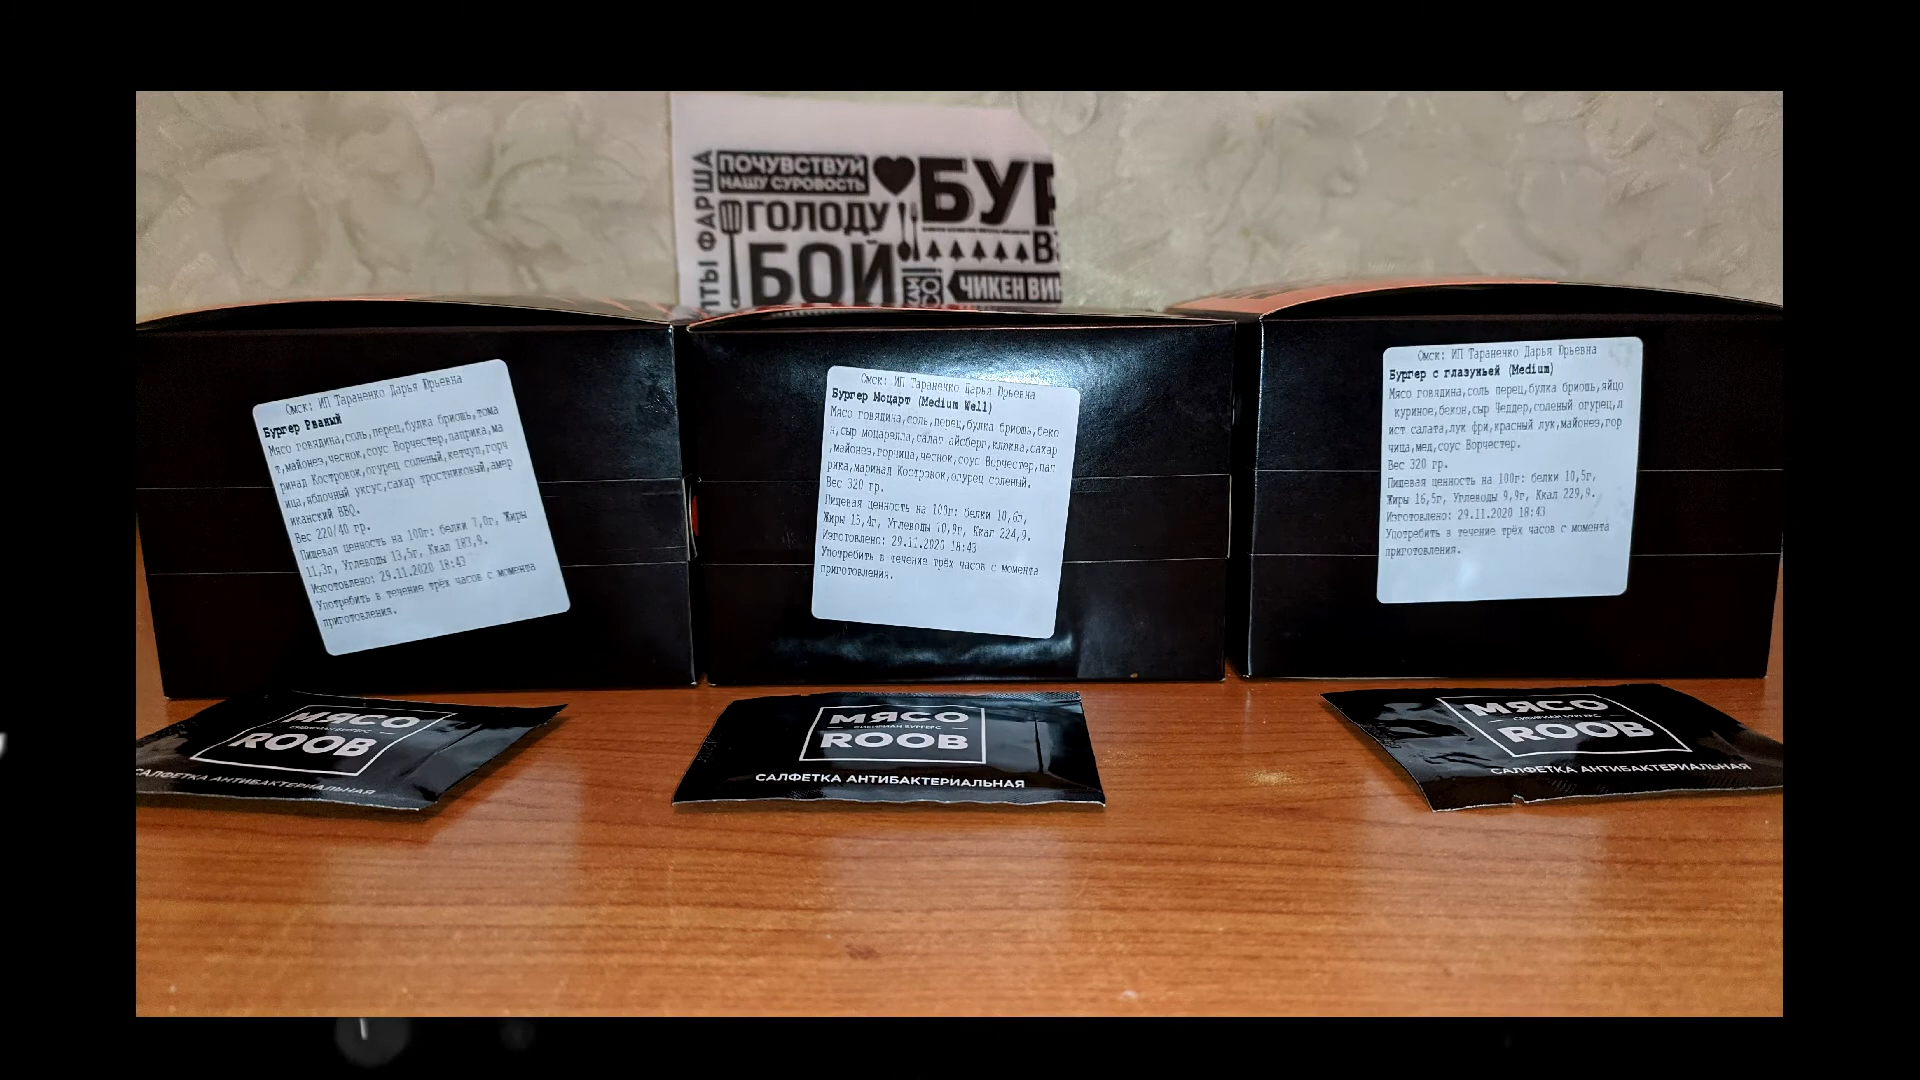 ПОЧУВСТВУЙ
НАШУ СУРОВОСТЬ
ГОЛОДУ
БОЙ
ФАРША
БУР
ЧИКЕН ВИН
Омск: ИП Тараненко Дарья Юрьевна
Бургер Рваный
Мясо говядина,соль,перец,булка бриошь,тома
т,майонез,чеснок,соус Ворчестер,паприка,ма
ринад Костровок,огурец соленый,кетчуп,горч
ица,яблочный уксус,сахар тростниковый,амер
иканский BBQ.
Вес 220/40 гр.
Пищевая ценность на 100г: белки 7,0г, Жиры
11,3г, Углеводы 13,5г, Ккал 183,9.
Изготовлено: 29.11.2020 18:43
Употребить в течение трёх часов с момента
приготовления.
Омск: ИП Тараненко Дарья Юрьевна
Бургер Моцарт (Medium Well)
Мясо говядина,соль,перец,булка бриошь,беко
н,сыр моцарелла,салат айсберг,клюква,сахар
,майонез,горчица,чеснок,соус Ворчестер,пап
рика,маринад Костровок,огурец соленый.
Вес 320 гр.
Пищевая ценность на 100г: белки 10,6г,
Жиры 15,4г, Углеводы 10,9г, Ккал 224,9.
Изготовлено: 29.11.2020 18:43
Употребить в течение трёх часов с момента
приготовления.
Омск: ИП Тараненко Дарья Юрьевна
Бургер с глазуньей (Medium)
Мясо говядина,соль перец,булка бриошь,яйцо
куриное,бекон,сыр Чеддер,соленый огурец,л
ист салата,лук фри,красный лук,майонез,гор
чица,мед,соус Ворчестер.
Вес 320 гр.
Пищевая ценность на 100г: белки 10,5г,
Жиры 16,5г, Углеводы 9,9г, Ккал 229,9.
Изготовлено: 29.11.2020 18:43
Употребить в течение трёх часов с момента
приготовления.
МЯСО
СИБИРИАН БУРГЕРС
ROOB
САЛФЕТКА АНТИБАКТЕРИАЛЬНАЯ
МЯСО
СИБИРИАН БУРГЕРС
ROOB
САЛФЕТКА АНТИБАКТЕРИАЛЬНАЯ
МЯСО
СИБИРИАН БУРГЕРС
ROOB
САЛФЕТКА АНТИБАКТЕРИАЛЬНАЯ